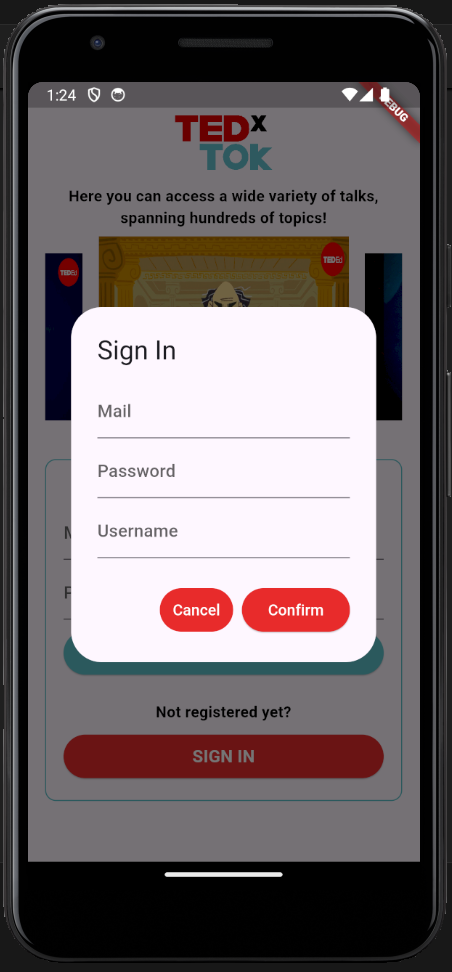 1:24
DEBUG
TEDx
TOK
Here you can access a wide variety of talks,
spanning hundreds of topics!
TEDEd
TEDEd
Sign In
Mail
Password
Username
Cancel
Confirm
M
P
Not registered yet?
SIGN IN